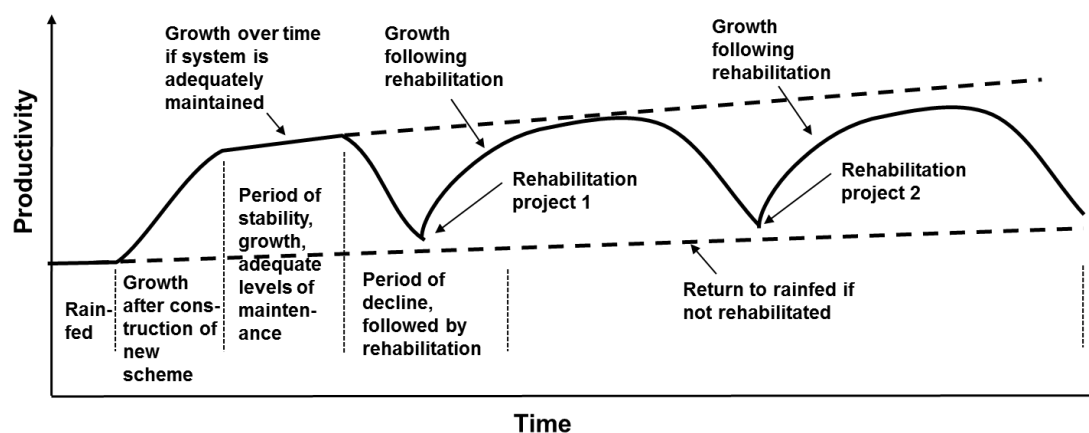 Growth over time
if system is
adequately
maintained
Growth
following
rehabilitation
Growth
following
rehabilitation
Productivity
Rehabilitation
project 1
Rehabilitation
project 2
Rain-
fed
Growth
after cons-
truction of
new
scheme
Period of
stability,
growth,
adequate
levels of
mainten-
ance
Period of
decline,
followed by
rehabilitation
Return to rainfed if
not rehabilitated
Time